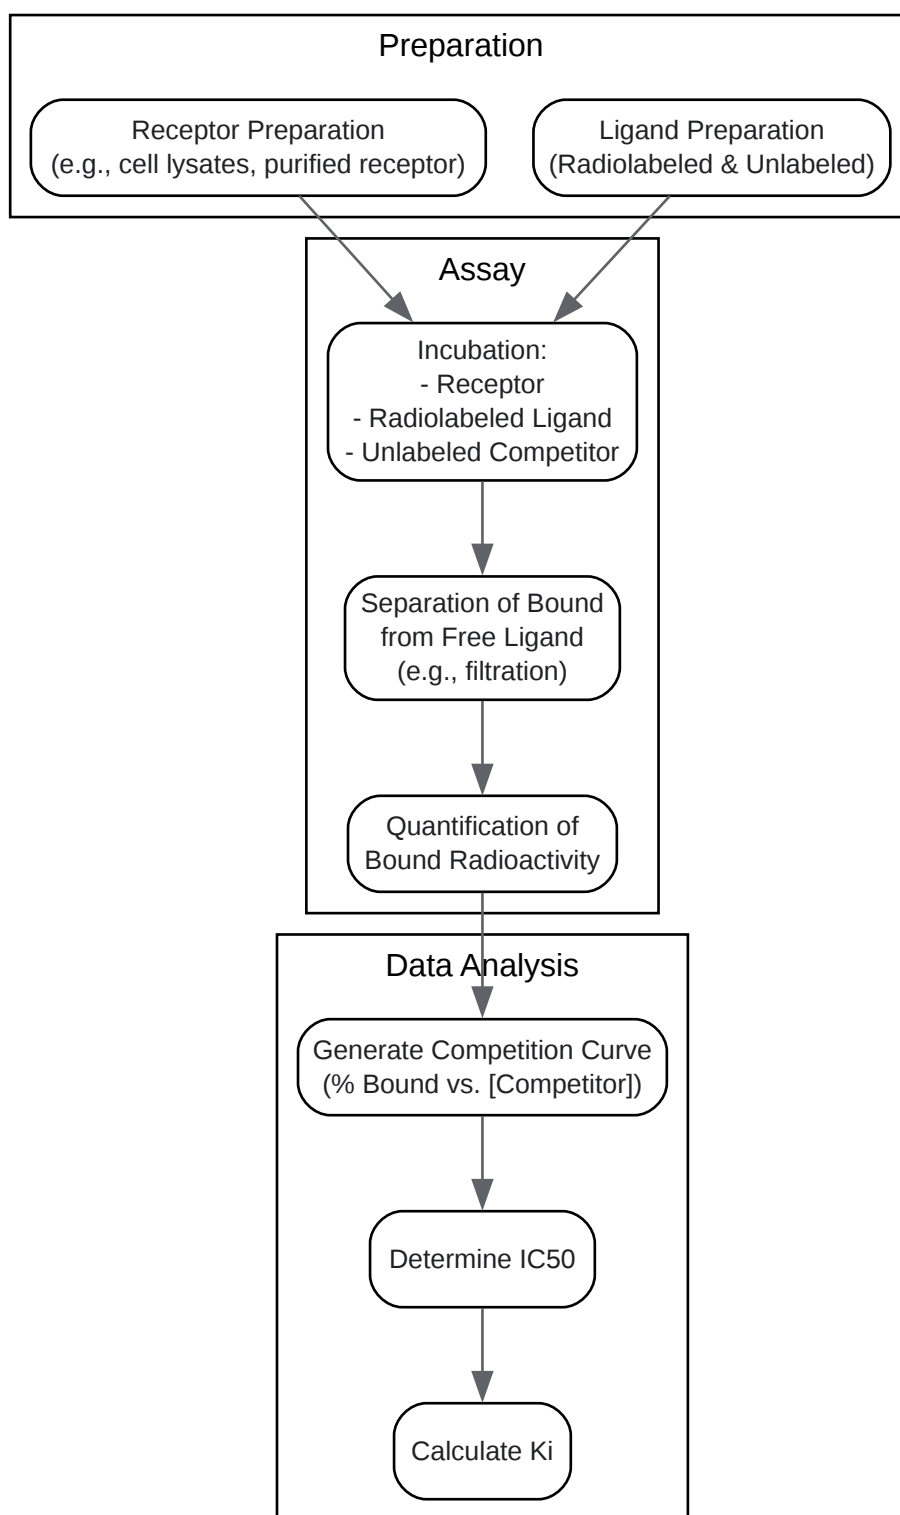 Preparation
Receptor Preparation
(e.g., cell lysates, purified receptor)
Ligand Preparation
(Radiolabeled & Unlabeled)
Assay
Incubation:
- Receptor
- Radiolabeled Ligand
- Unlabeled Competitor
Separation of Bound
from Free Ligand
(e.g., filtration)
Quantification of
Bound Radioactivity
Data Analysis
Generate Competition Curve
(% Bound vs. [Competitor])
Determine IC50
Calculate Ki